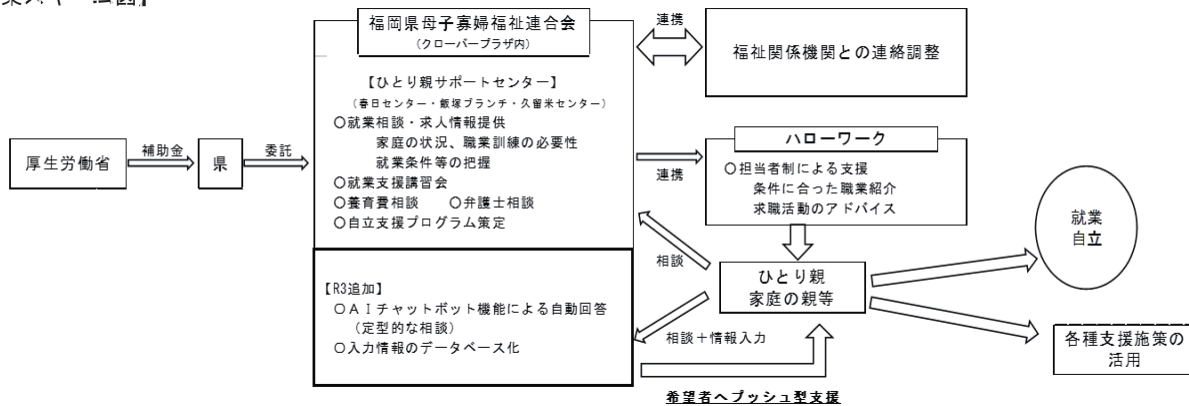 福岡県母子寡婦福祉連合会
(クローバープラザ内)
【ひとり親サポートセンター】
(春日センター・飯塚ブランチ・久留米センター)
○就業相談・求人情報提供
家庭の状況、職業訓練の必要性
就業条件等の把握
○就業支援講習会
○養育費相談 ○弁護士相談
○自立支援プログラム策定
【R3追加】
○AIチャットボット機能による自動回答
(定型的な相談)
○入力情報のデータベース化
厚生労働省
補助金
県
委託
連携
福祉関係機関との連絡調整
連携
ハローワーク
○担当者制による支援
条件に合った職業紹介
求職活動のアドバイス
相談
ひとり親
家庭の親等
相談+情報入力
希望者へプッシュ型支援
就業
自立
各種支援施策の
活用